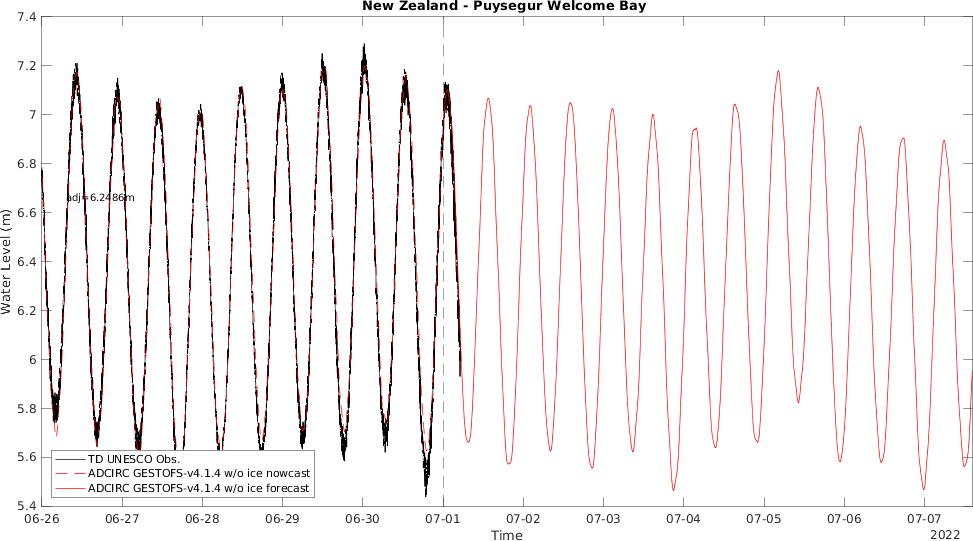 New Zealand - Puysegur Welcome Bay
7.4
7.2
7
6.8
6.6
6.4
6.2
6
5.8
5.6
5.4
Water Level (m)
adj=6.2486m
TD UNESCO Obs.
ADCIRC GESTOFS-v4.1.4 w/o ice nowcast
ADCIRC GESTOFS-v4.1.4 w/o ice forecast
06-26 06-27 06-28 06-29 06-30 07-01 07-02 07-03 07-04 07-05 07-06 07-07
Time
2022